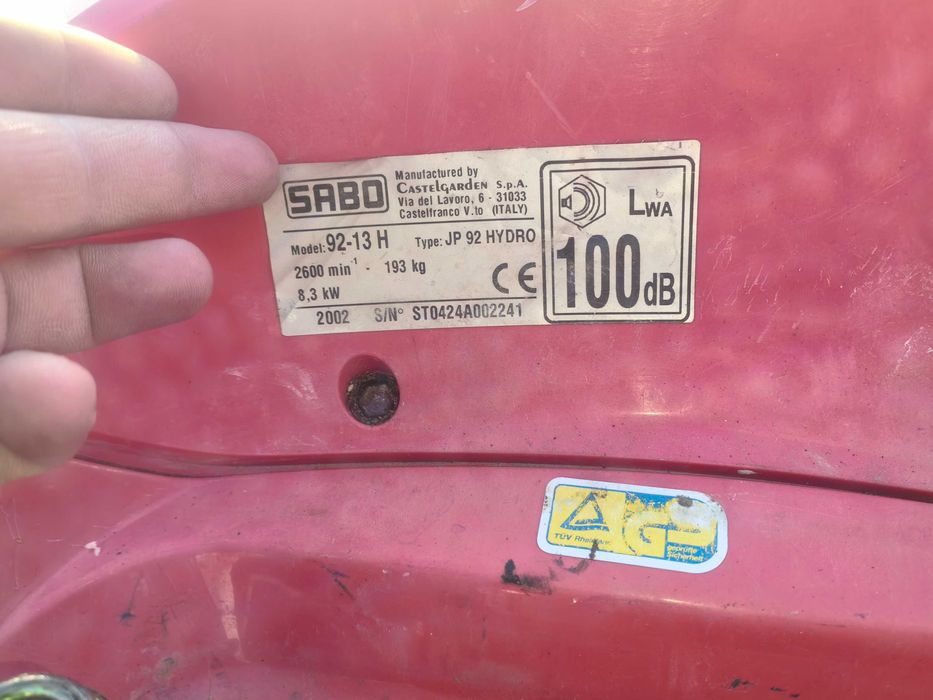 SABO
Manufactured by
CASTELGARDEN S.p.A.
Via del Lavoro, 6 - 31033
Castelfranco V.to (ITALY)
Model: 92-13 H Type: JP 92 HYDRO
2600 min-1 - 193 kg
8,3 kW
CE
2002 S/N° ST0424A002241
LWA
100dB
TÜV
geprüfte
Sicherheit